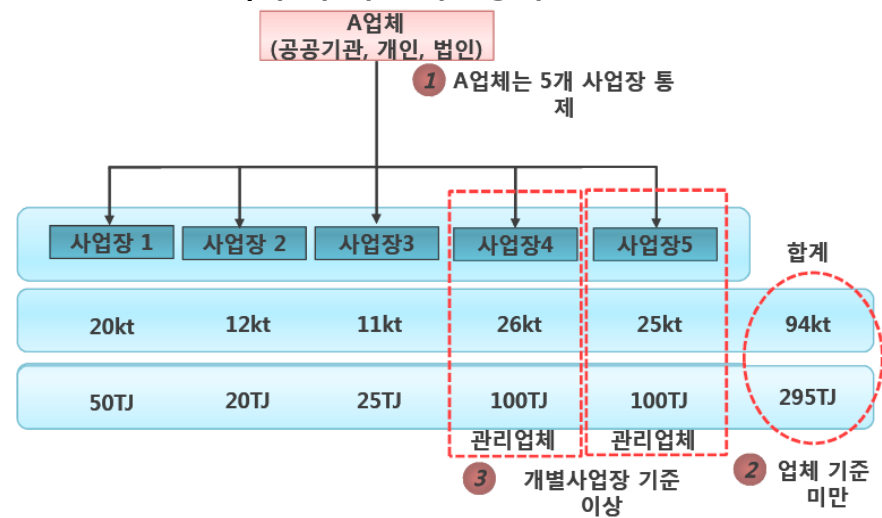 A업체
(공공기관, 개인, 법인)
1 A업체는 5개 사업장 통
제
사업장 1 사업장 2 사업장3 사업장4 사업장5 합계
20kt 12kt 11kt 26kt 25kt 94kt
50TJ 20TJ 25TJ 100TJ 100TJ 295TJ
관리업체 관리업체
3 개별사업장 기준
이상
2 업체 기준
미만